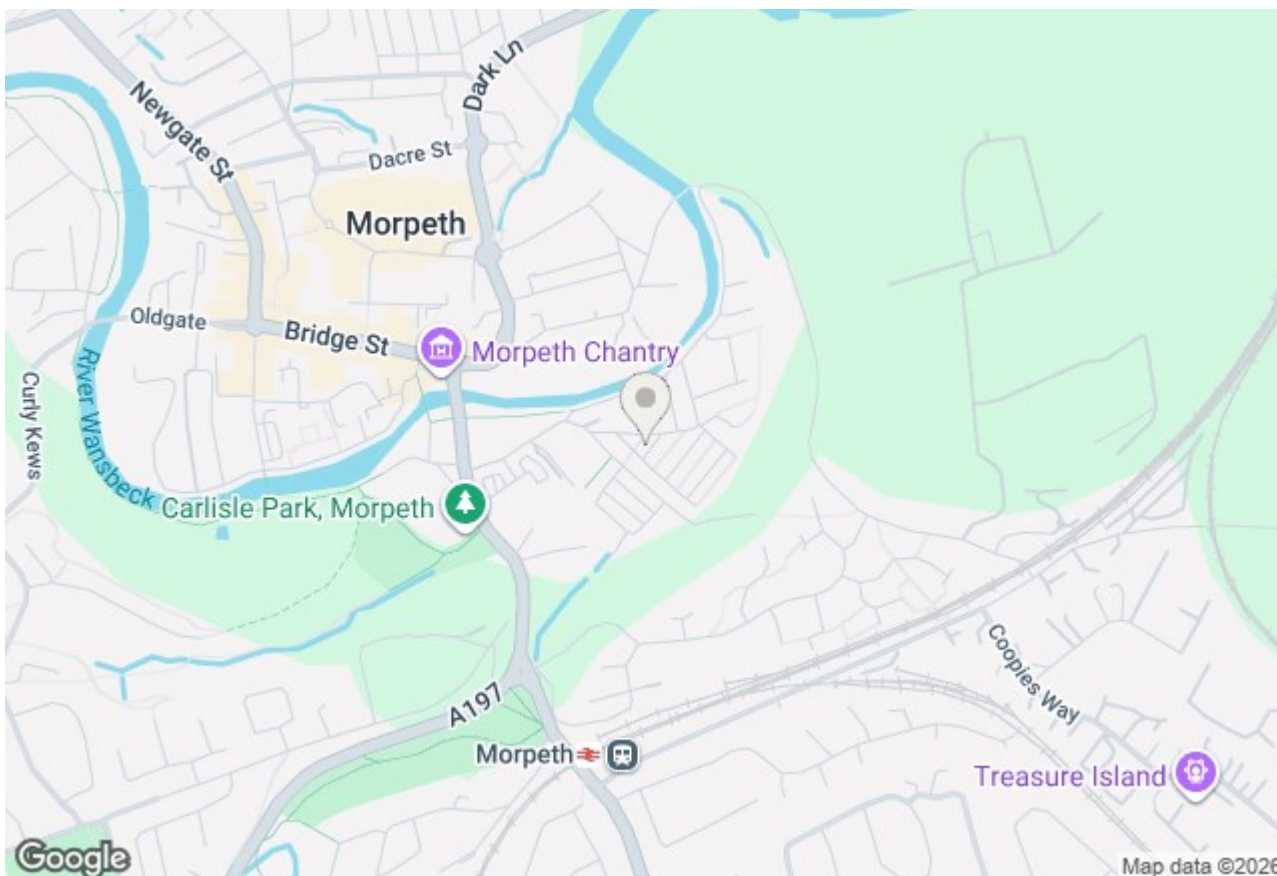 Dark Ln
Newgate St
Dacre St
Morpeth
Oldgate
Bridge St
Morpeth Chantry
Curly Kews
River Wansbeck
Carlisle Park, Morpeth
Coopies Way
A197
Morpeth
Treasure Island
Google
Map data ©2026